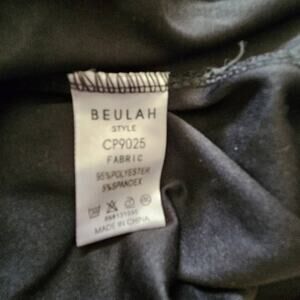 BEULAH
STYLE
CP9025
FABRIC
95%POLYESTER
5%SPANDEX
MADE IN CHINA